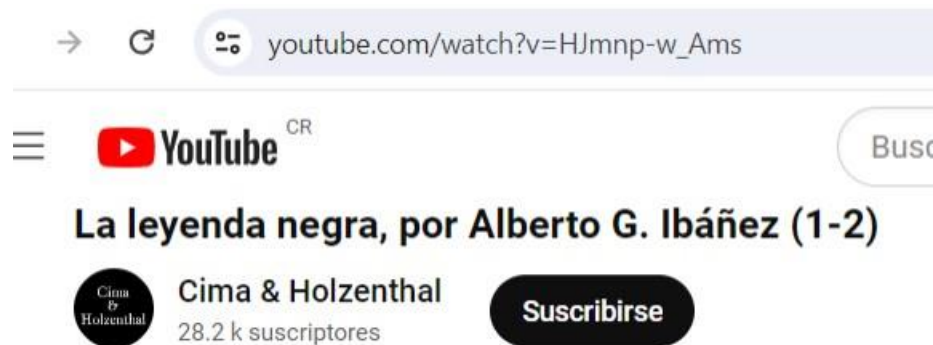 youtube.com/watch?v=HJmnp-w_Ams
YouTube CR
Busc
La leyenda negra, por Alberto G. Ibáñez (1-2)
Cima & Holzenthal
Cima & Holzenthal
Suscribirse
28.2 k suscriptores